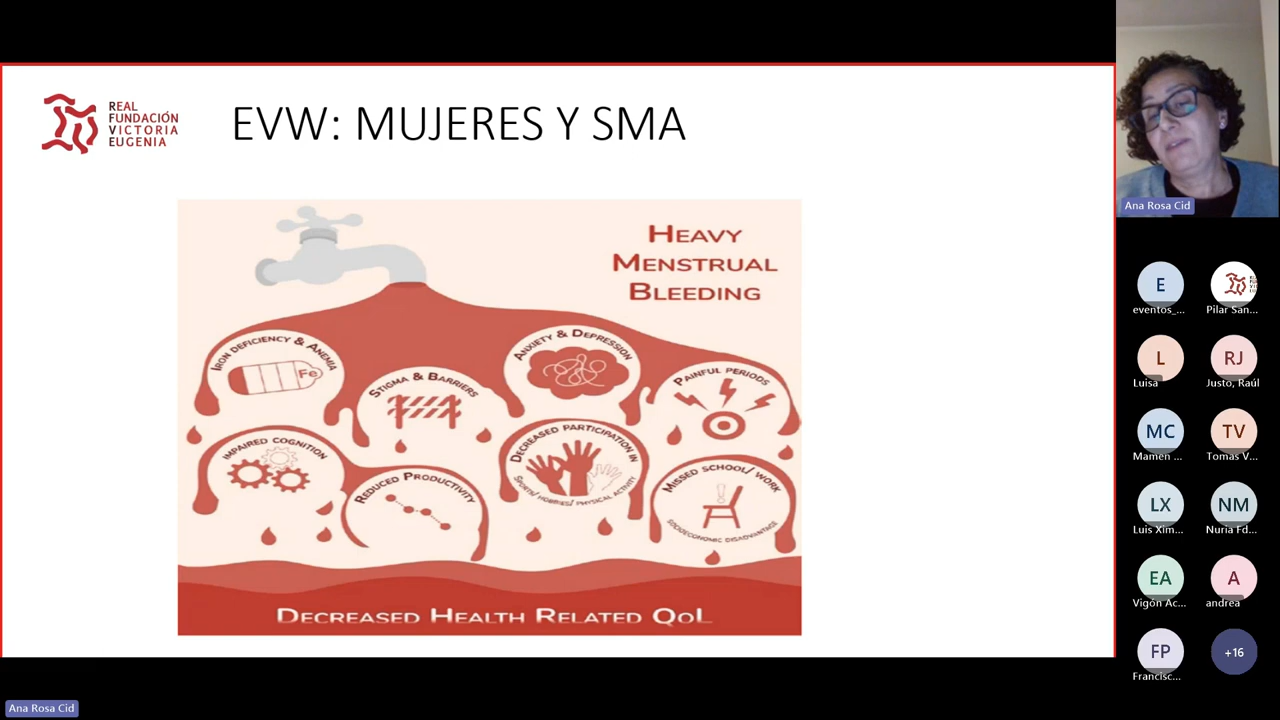 REAL
FUNDACIÓN
VICTORIA
EUGENIA
EVW: MUJERES Y SMA
HEAVY
MENSTRUAL
BLEEDING
IRON DEFICIENCY & ANEMIA
Fe
STIGMA & BARRIERS
ANXIETY & DEPRESSION
PAINFUL PERIODS
IMPAIRED COGNITION
REDUCED PRODUCTIVITY
DECREASED PARTICIPATION IN
SPORTS/ HOBBIES/ PHYSICAL ACTIVITY
MISSED SCHOOL/ WORK
SOCIOECONOMIC DISADVANTAGE
DECREASED HEALTH RELATED QOL
Ana Rosa Cid
E
eventos_...
Pilar San...
L
Luisa
RJ
Justo, Raúl
MC
Mamen ...
TV
Tomas V...
LX
Luis Xim...
NM
Nuria Fd...
EA
Vigón Ac...
A
andrea
FP
Francisc...
+16
Ana Rosa Cid